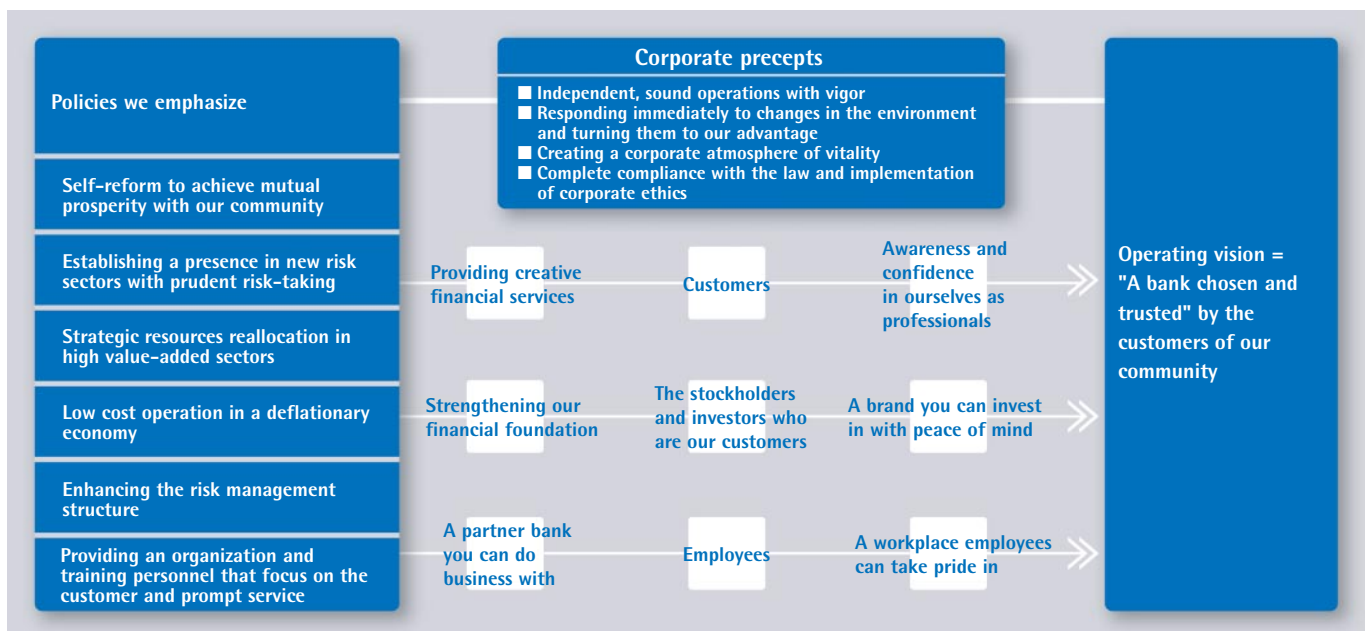 Policies we emphasize
Self-reform to achieve mutual
prosperity with our community
Establishing a presence in new risk
sectors with prudent risk-taking
Strategic resources reallocation in
high value-added sectors
Low cost operation in a deflationary
economy
Enhancing the risk management
structure
Providing an organization and
training personnel that focus on the
customer and prompt service
Corporate precepts
■ Independent, sound operations with vigor
■ Responding immediately to changes in the environment
and turning them to our advantage
■ Creating a corporate atmosphere of vitality
■ Complete compliance with the law and implementation
of corporate ethics
Providing creative
financial services
Customers
Awareness and
confidence
in ourselves as
professionals
Strengthening our
financial foundation
The stockholders
and investors who
are our customers
A brand you can invest
in with peace of mind
A partner bank
you can do
business with
Employees
A workplace employees
can take pride in
Operating vision =
"A bank chosen and
trusted" by the
customers of our
community